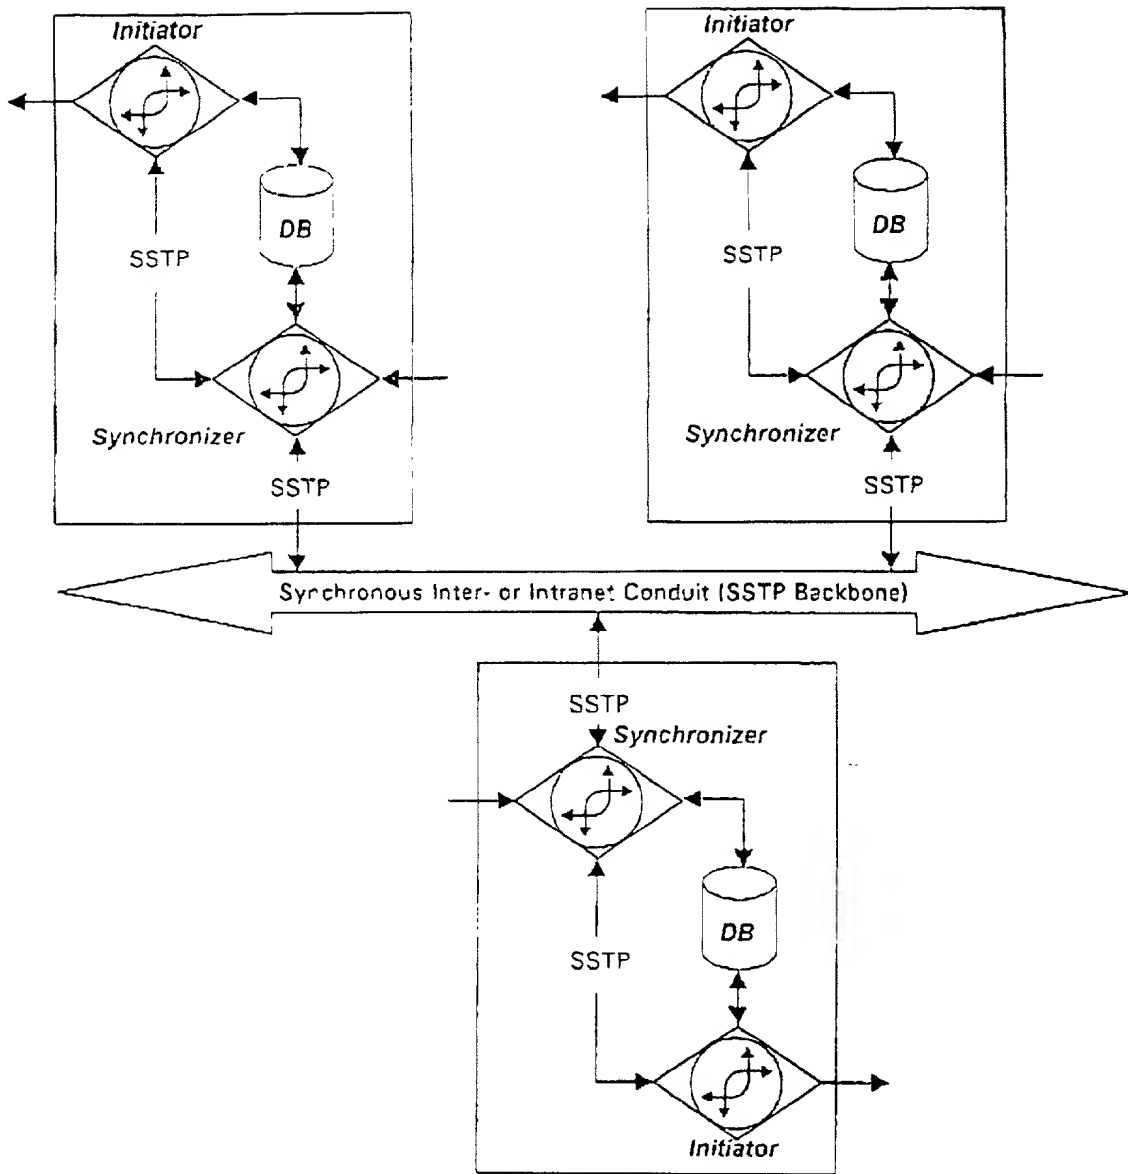 Initiator
Initiator
DB
DB
SSTP
SSTP
Synchronizer
Synchronizer
SSTP
SSTP
Synchronous Inter- or Intranet Conduit (SSTP Backbone)
SSTP
Synchronizer
DB
SSTP
Initiator